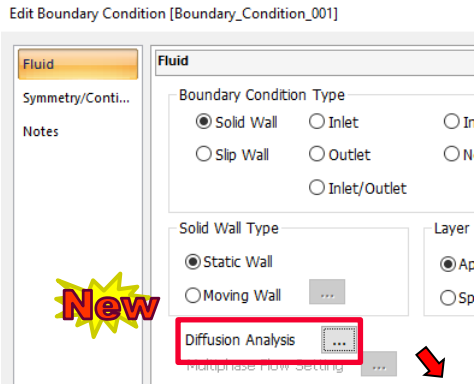 Edit Boundary Condition [Boundary_Condition_001]
Fluid
Symmetry/Conti...
Notes
Fluid
Boundary Condition Type
Solid Wall Inlet
Slip Wall Outlet
Inlet/Outlet
Solid Wall Type
Static Wall
Moving Wall ...
Layer
New
Diffusion Analysis ...
Multiphase Flow Setting ...